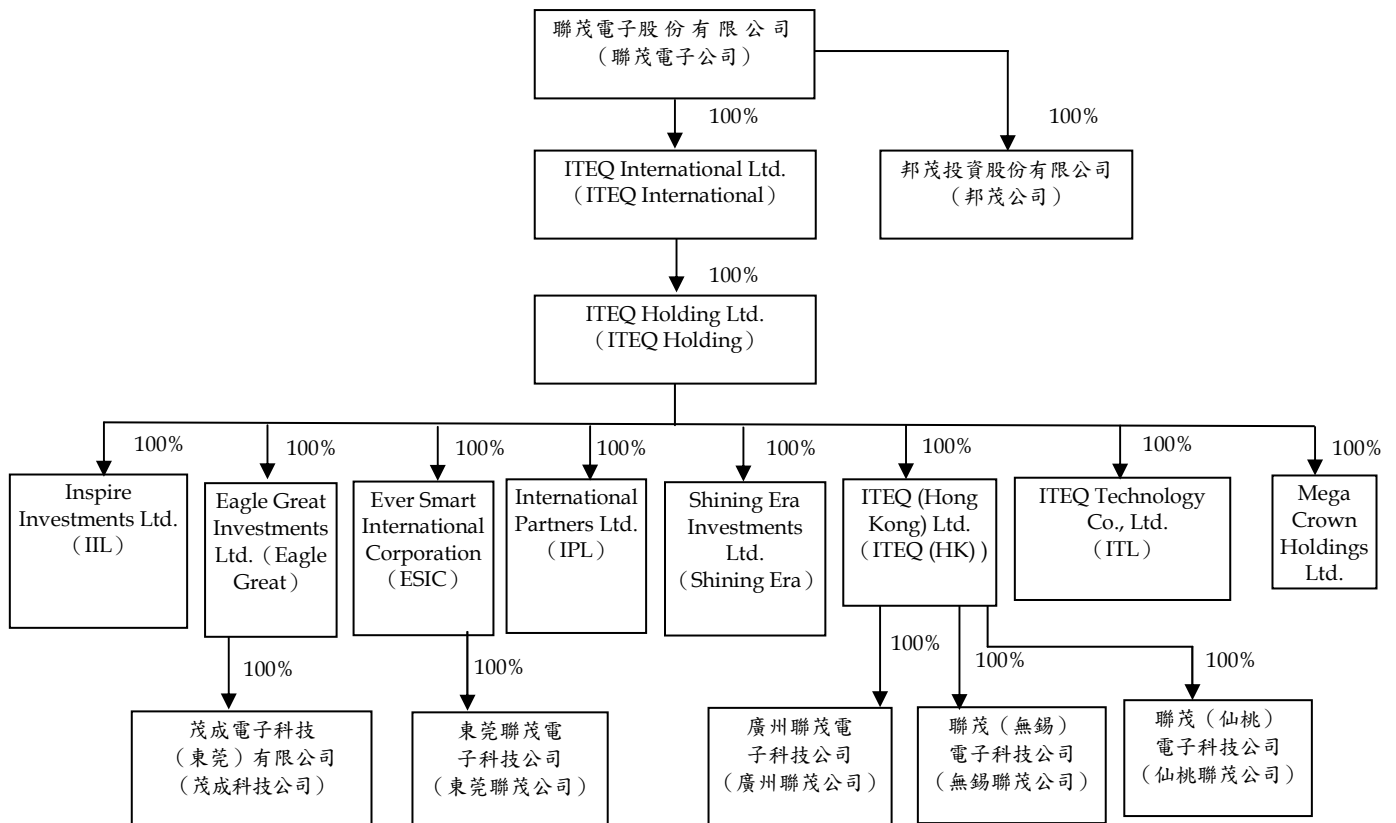 聯茂電子股份有限公司
（聯茂電子公司）
100%
100%
ITEQ International Ltd.
（ITEQ International）
邦茂投資股份有限公司
（邦茂公司）
100%
ITEQ Holding Ltd.
（ITEQ Holding）
100%
100%
100%
100%
100%
100%
100%
100%
Inspire
Investments Ltd.
（IIL）
Eagle Great
Investments
Ltd.（Eagle
Great）
Ever Smart
International
Corporation
（ESIC）
International
Partners Ltd.
（IPL）
Shining Era
Investments
Ltd.
（Shining Era）
ITEQ (Hong
Kong) Ltd.
（ITEQ (HK)）
ITEQ Technology
Co., Ltd.
（ITL）
Mega
Crown
Holdings
Ltd.
100%
100%
100%
100%
100%
茂成電子科技
（東莞）有限公司
（茂成科技公司）
東莞聯茂電
子科技公司
（東莞聯茂公司）
廣州聯茂電
子科技公司
（廣州聯茂公司）
聯茂（無錫）
電子科技公司
（無錫聯茂公司）
聯茂（仙桃）
電子科技公司
（仙桃聯茂公司）